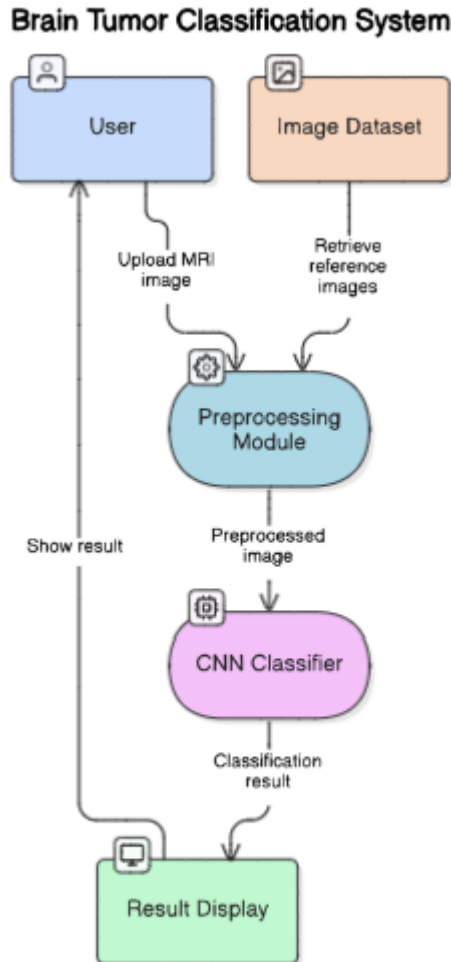 Brain Tumor Classification System
User
Image Dataset
Upload MRI
image
Retrieve
reference
images
Preprocessing
Module
Preprocessed
image
Show result
CNN Classifier
Classification
result
Result Display